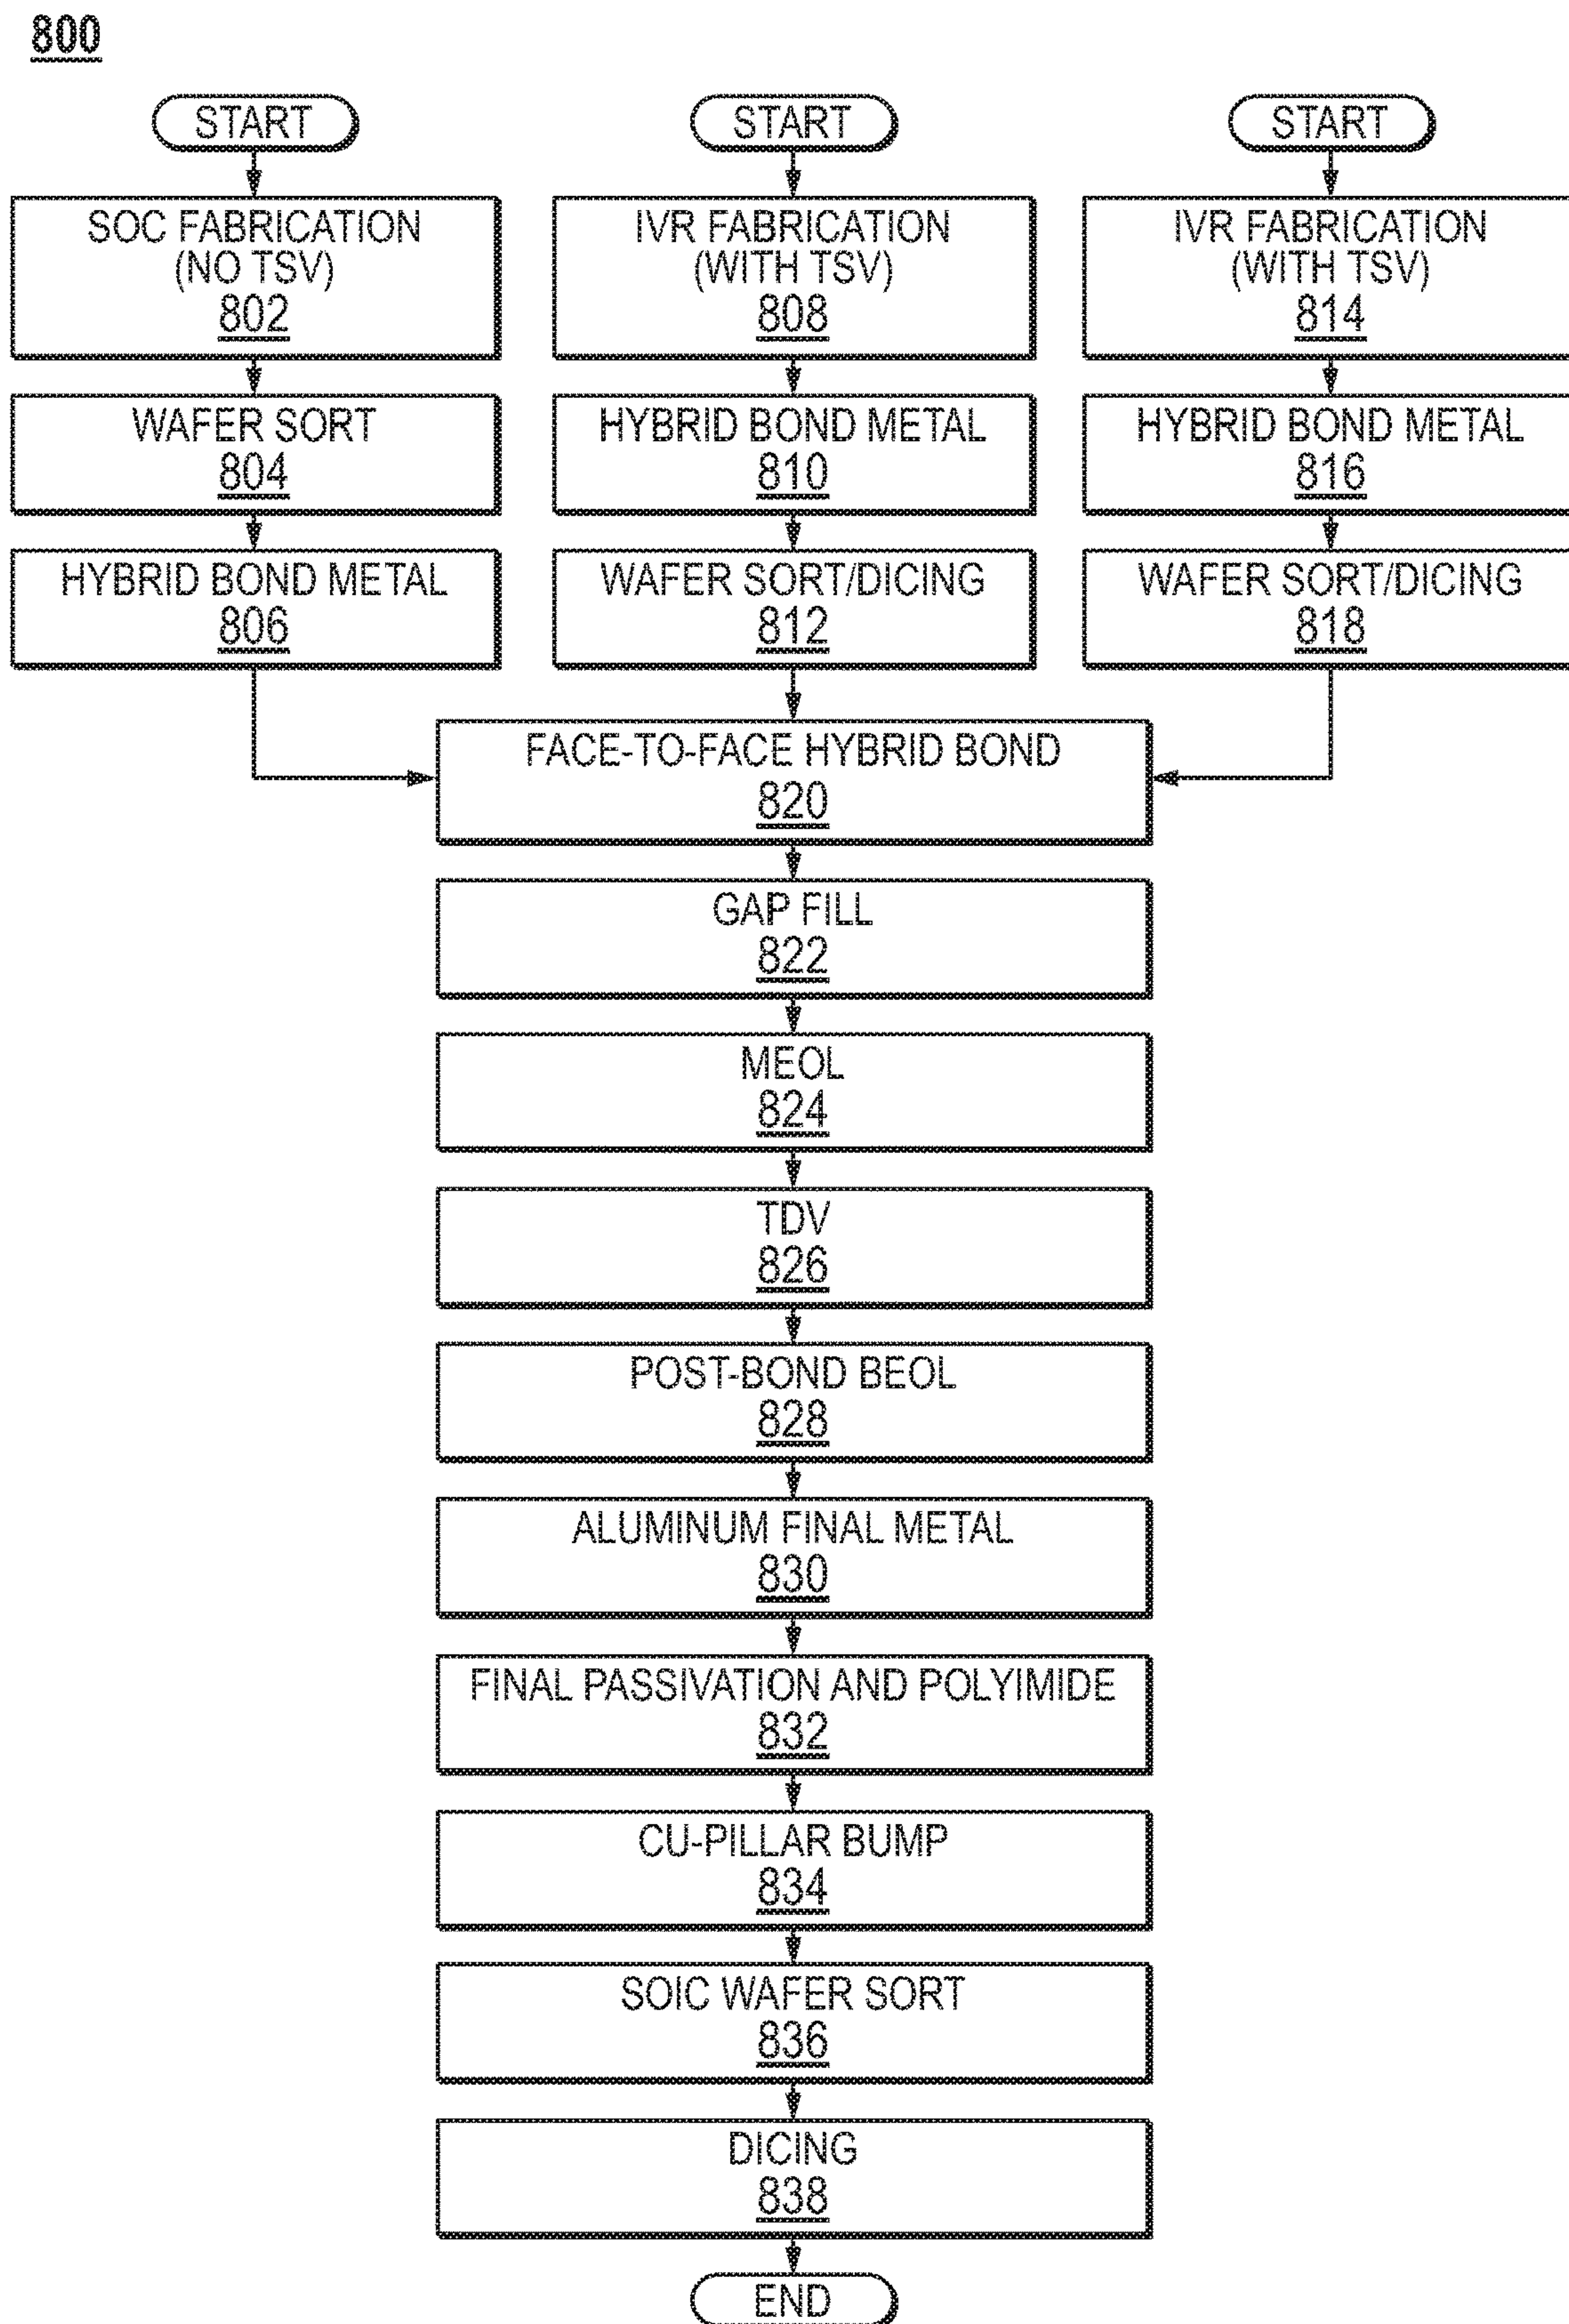 800
START
SOC FABRICATION
(NO TSV)
802
WAFER SORT
804
HYBRID BOND METAL
806
START
IVR FABRICATION
(WITH TSV)
808
HYBRID BOND METAL
810
WAFER SORT/DICING
812
START
IVR FABRICATION
(WITH TSV)
814
HYBRID BOND METAL
816
WAFER SORT/DICING
818
FACE-TO-FACE HYBRID BOND
820
GAP FILL
822
MEOL
824
TDV
826
POST-BOND BEOL
828
ALUMINUM FINAL METAL
830
FINAL PASSIVATION AND POLYIMIDE
832
CU-PILLAR BUMP
834
SOIC WAFER SORT
836
DICING
838
END